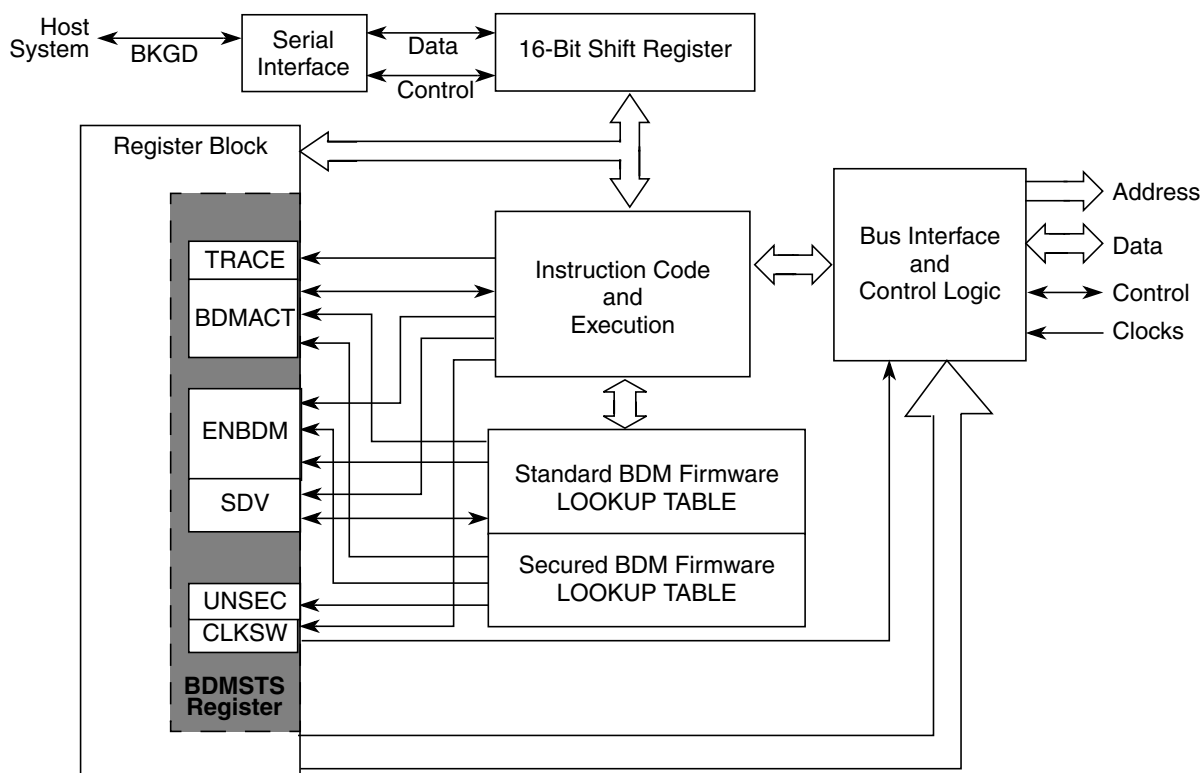 Host
System
BKGD
Serial
Interface
Data
Control
16-Bit Shift Register
Register Block
TRACE
BDMACT
ENBDM
SDV
UNSEC
CLKSW
BDMSTS
Register
Instruction Code
and
Execution
Standard BDM Firmware
LOOKUP TABLE
Secured BDM Firmware
LOOKUP TABLE
Bus Interface
and
Control Logic
Address
Data
Control
Clocks